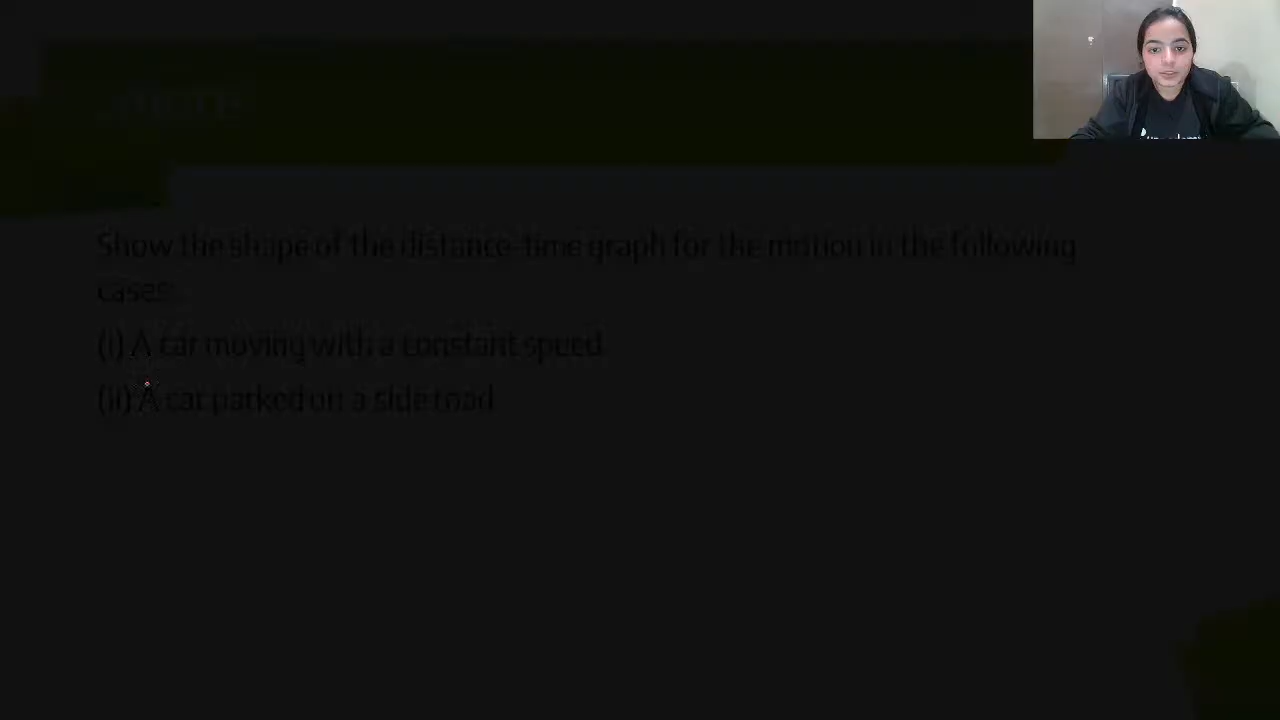 Show the shape of the distance-time graph for the motion in the following
cases:
(i) A car moving with a constant speed
(ii) A car parked on a side road